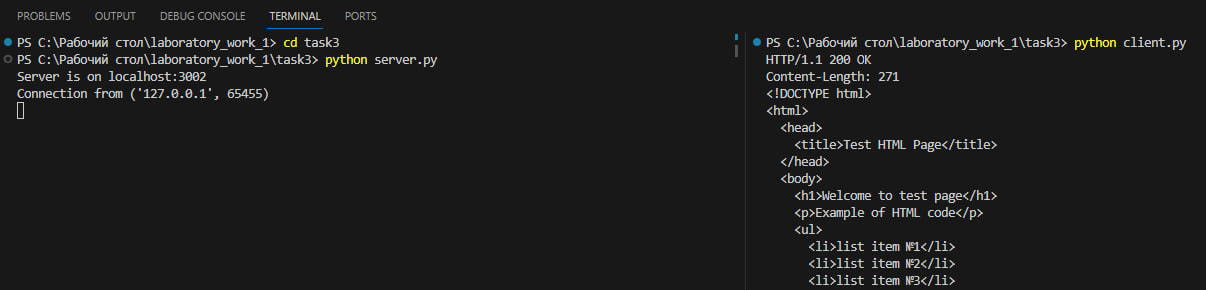 PROBLEMS OUTPUT DEBUG CONSOLE TERMINAL PORTS
PS C:\Рабочий стол\laboratory_work_1> cd task3
PS C:\Рабочий стол\laboratory_work_1\task3> python server.py
Server is on localhost:3002
Connection from ('127.0.0.1', 65455)
PS C:\Рабочий стол\laboratory_work_1\task3> python client.py
HTTP/1.1 200 OK
Content-Length: 271
<!DOCTYPE html>
<html>
  <head>
    <title>Test HTML Page</title>
  </head>
  <body>
    <h1>Welcome to test page</h1>
    <p>Example of HTML code</p>
    <ul>
      <li>list item №1</li>
      <li>list item №2</li>
      <li>list item №3</li>